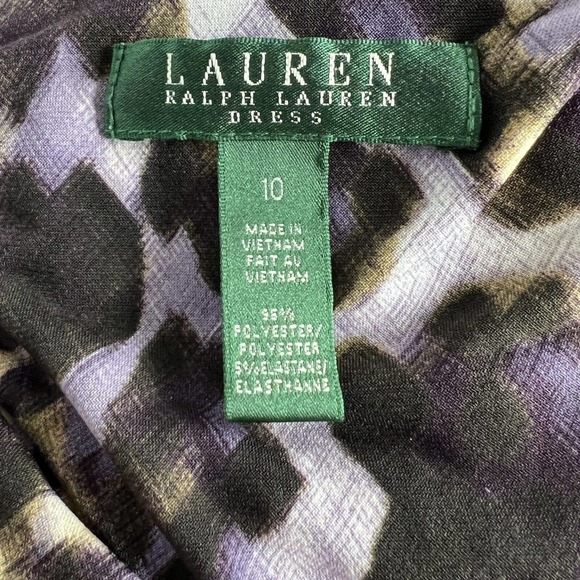 LAUREN
RALPH LAUREN
DRESS
10
MADE IN
VIETNAM
FAIT AU
VIETNAM
95%
POLYESTER/
POLYESTER
5%ELASTANE/
ELASTHANNE